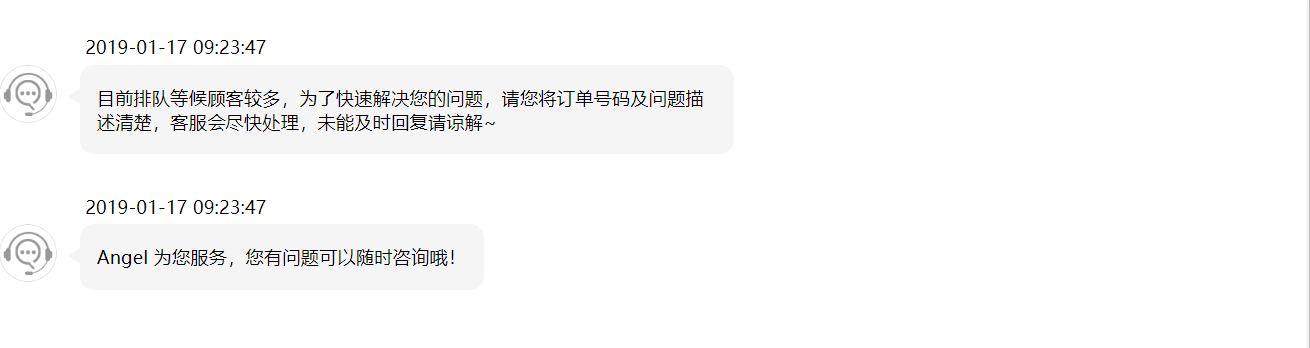 2019-01-17 09:23:47
目前排队等候顾客较多，为了快速解决您的问题，请您将订单号码及问题描
述清楚，客服会尽快处理，未能及时回复请谅解~
2019-01-17 09:23:47
Angel 为您服务，您有问题可以随时咨询哦！